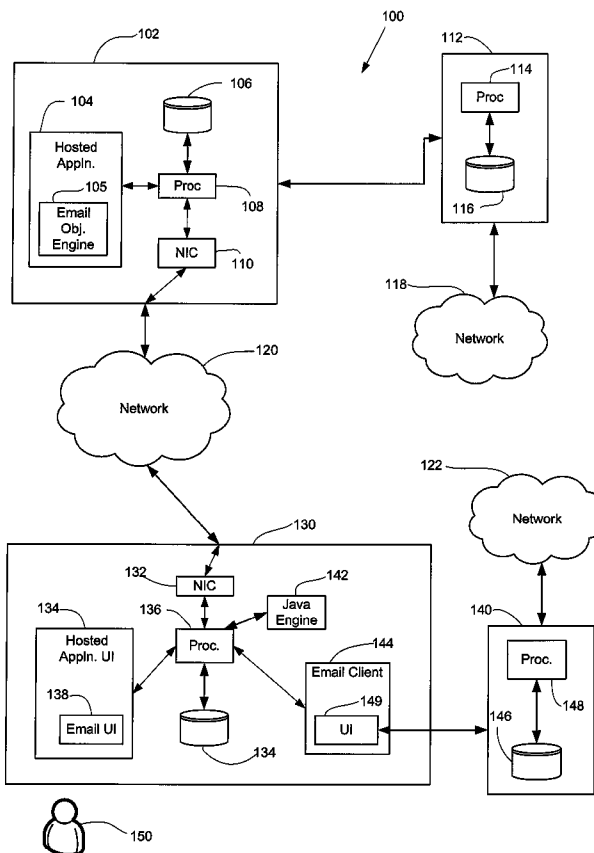 102
100
112
106
114
104
Proc
Hosted
Appln.
105
Proc
108
Email
Obj.
Engine
116
NIC
110
118
Network
120
Network
122
Network
130
132
NIC
142
134
136
Java
Engine
140
Hosted
Appln. UI
Proc.
144
Email Client
Proc.
138
149
148
Email UI
UI
146
134
150